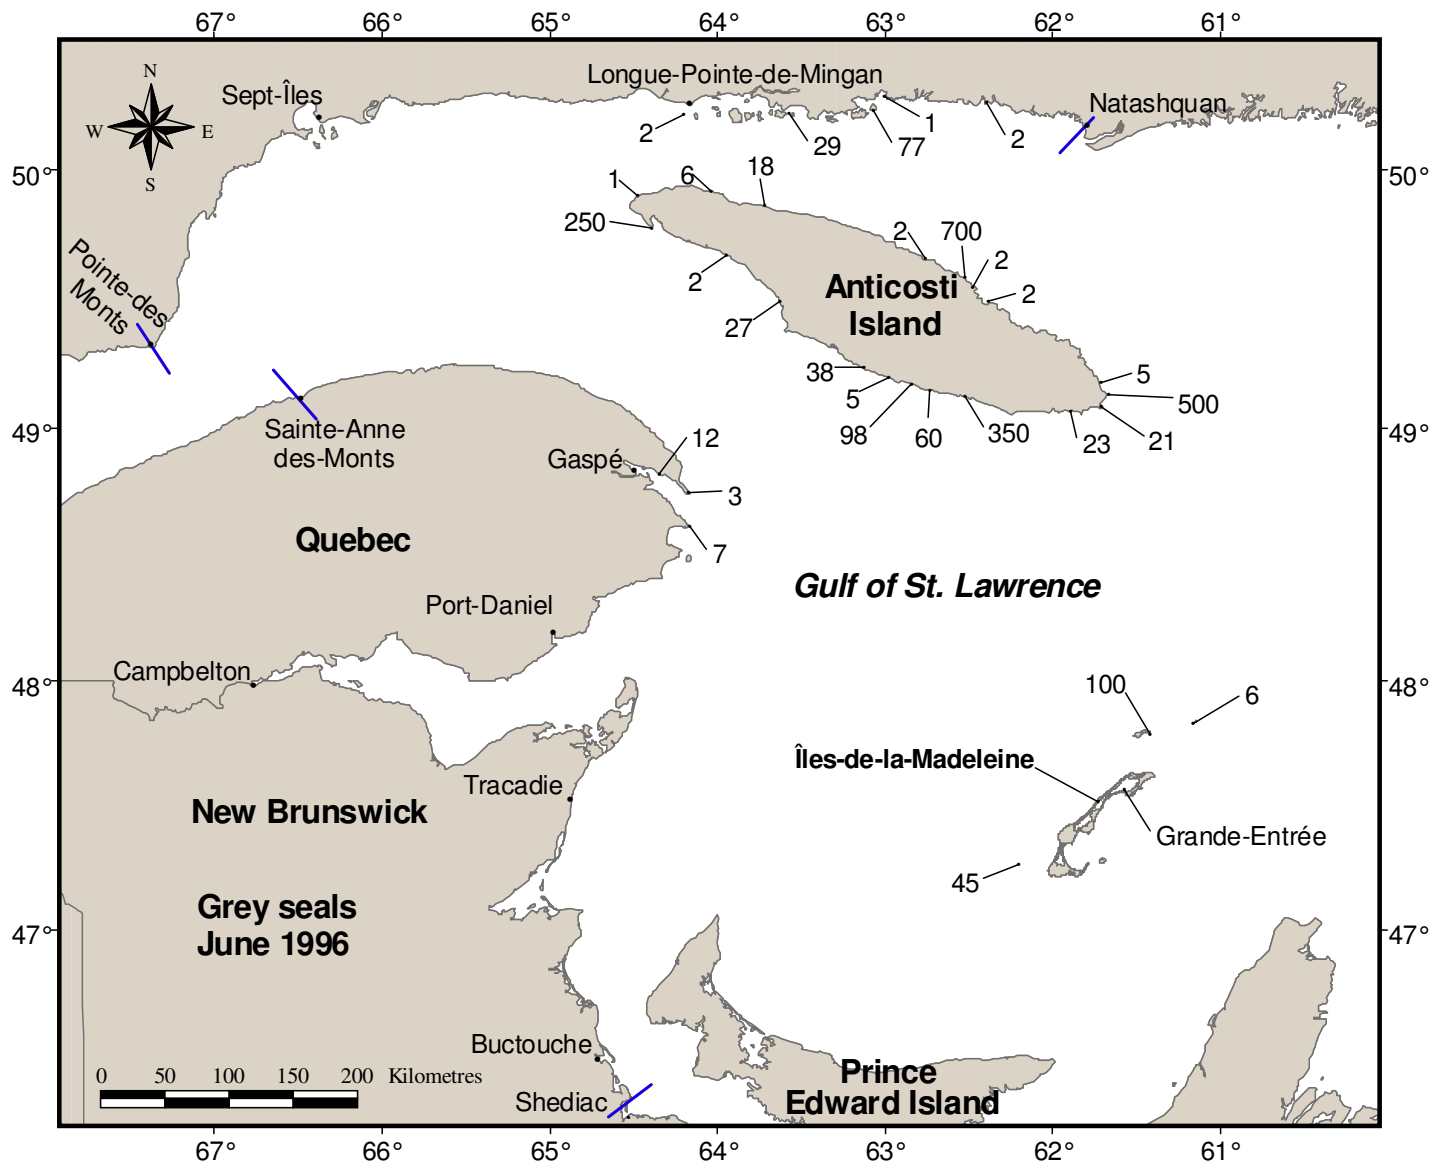 67° 66° 65° 64° 63° 62° 61°
Longue-Pointe-de-Mingan
Sept-Îles
Natashquan
N
W E
S
2 29 77 1 2
50° 50°
1 6 18
250
2 700
2
2
2
Anticosti
Island
27
Pointe-des
Monts
38
5
5
500
98 60 350 23 21
49° 49°
Sainte-Anne
des-Monts
12
Gaspé
3
7
Quebec
Gulf of St. Lawrence
Port-Daniel
Campbelton
48° 48°
100
6
Îles-de-la-Madeleine
Tracadie
New Brunswick
Grande-Entrée
45
Grey seals
June 1996
47° 47°
Buctouche
Prince
Edward Island
0 50 100 150 200 Kilometres
Shediac
67° 66° 65° 64° 63° 62° 61°